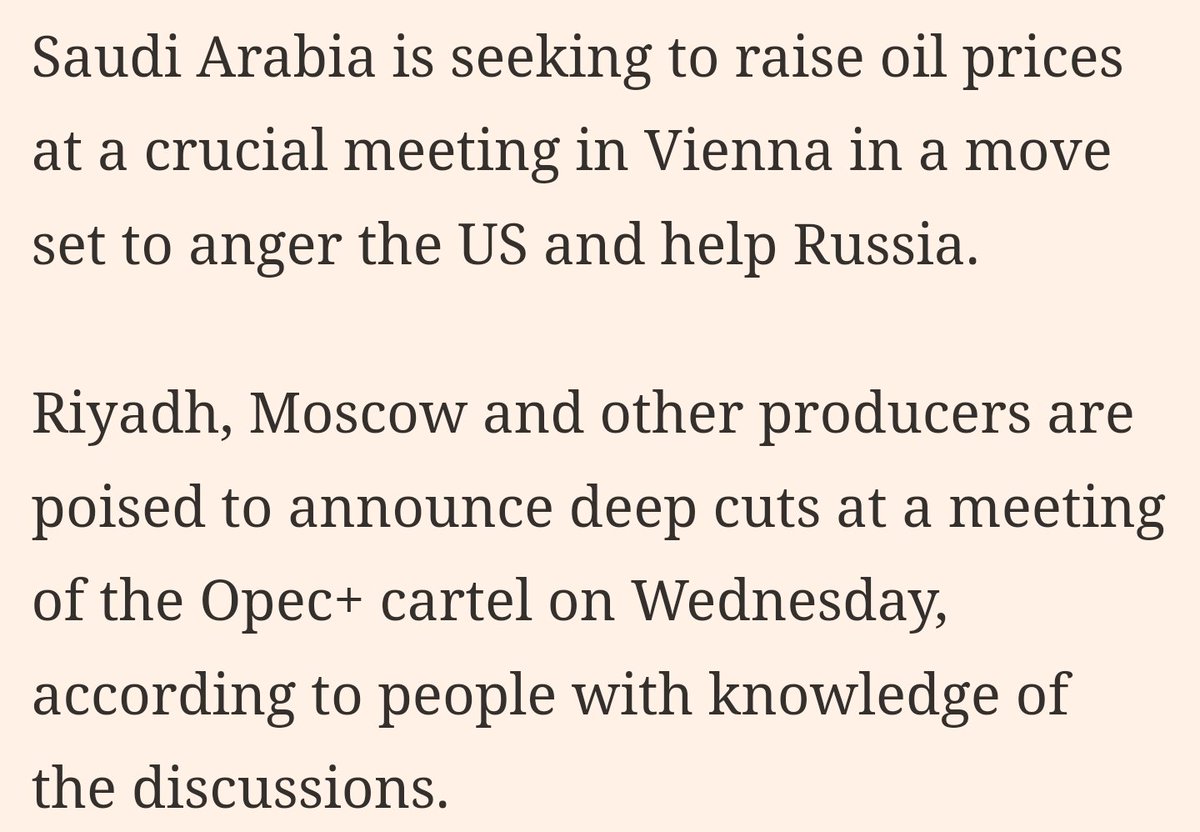 Saudi Arabia is seeking to raise oil prices
at a crucial meeting in Vienna in a move
set to anger the US and help Russia.
Riyadh, Moscow and other producers are
poised to announce deep cuts at a meeting
of the Opec+ cartel on Wednesday,
according to people with knowledge of
the discussions.